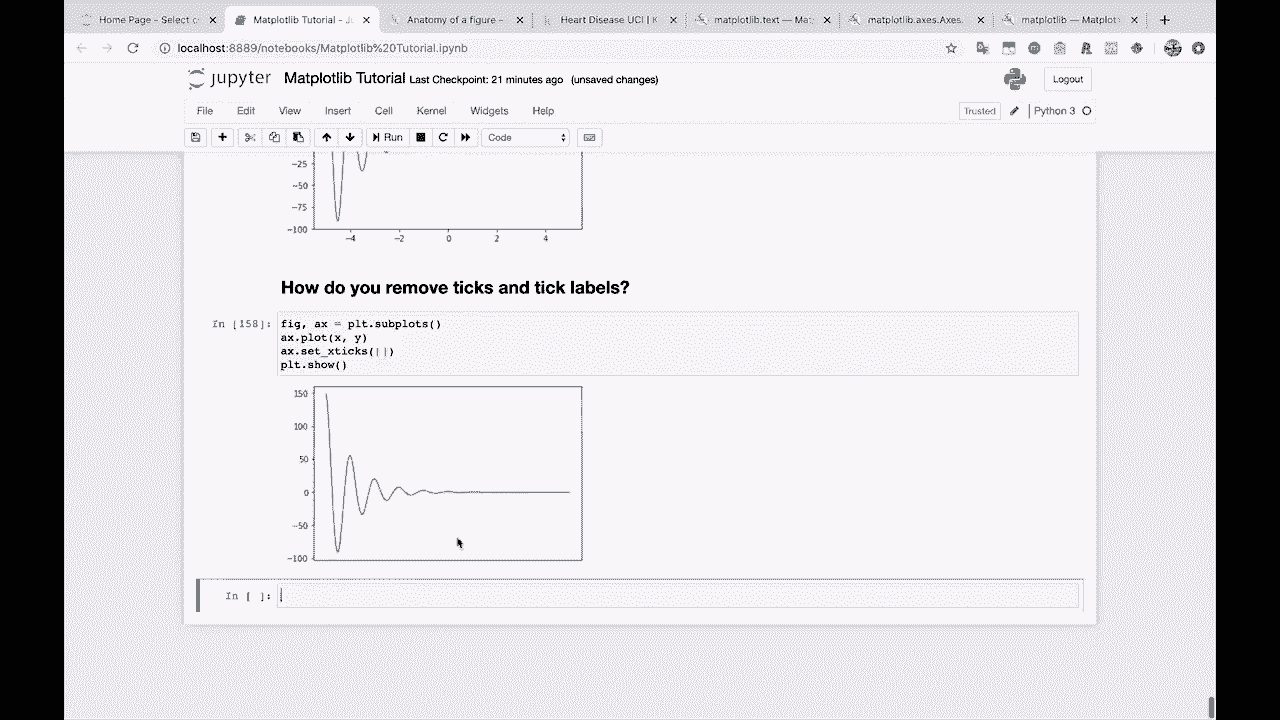 Home Page - Select c
Matplotlib Tutorial - Ju
Anatomy of a figure -
Heart Disease UCI | K
matplotlib.text — Ma
matplotlib.axes.Axes.
matplotlib — Matplot
localhost:8889/notebooks/Matplotlib%20Tutorial.ipynb
jupyter Matplotlib Tutorial Last Checkpoint: 21 minutes ago (unsaved changes)
Logout
File Edit View Insert Cell Kernel Widgets Help
Trusted Python 3
Run Code
−25
−50
−75
−100
−4 −2 0 2 4
How do you remove ticks and tick labels?
In [158]:
fig, ax = plt.subplots()
ax.plot(x, y)
ax.set_xticks([])
plt.show()
150
100
50
0
−50
−100
In [ ]: